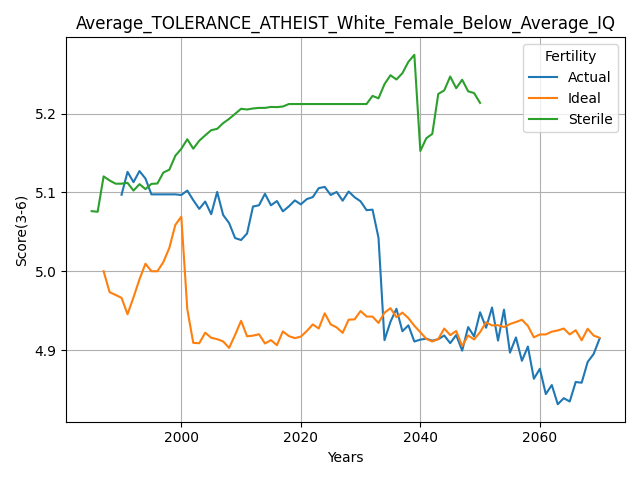 Average_TOLERANCE_ATHEIST_White_Female_Below_Average_IQ
Fertility
Actual
Ideal
Sterile
Score(3-6)
5.2
5.1
5.0
4.9
2000
2020
2040
2060
Years